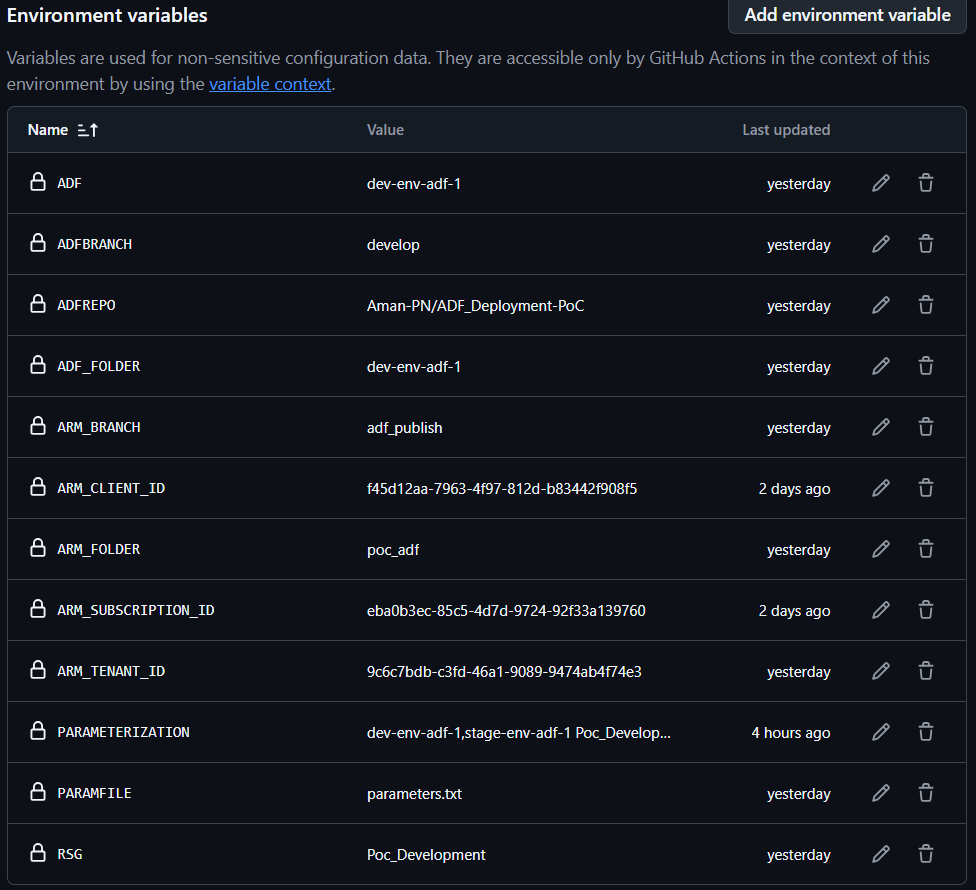 Environment variables
Add environment variable
Variables are used for non-sensitive configuration data. They are accessible only by GitHub Actions in the context of this
environment by using the variable context.
Name Value Last updated
ADF dev-env-adf-1 yesterday
ADFBRANCH develop yesterday
ADFREPO Aman-PN/ADF_Deployment-PoC yesterday
ADF_FOLDER dev-env-adf-1 yesterday
ARM_BRANCH adf_publish yesterday
ARM_CLIENT_ID f45d12aa-7963-4f97-812d-b83442f908f5 2 days ago
ARM_FOLDER poc_adf yesterday
ARM_SUBSCRIPTION_ID eba0b3ec-85c5-4d7d-9724-92f33a139760 2 days ago
ARM_TENANT_ID 9c6c7bdb-c3fd-46a1-9089-9474ab4f74e3 yesterday
PARAMETERIZATION dev-env-adf-1,stage-env-adf-1 Poc_Develop... 4 hours ago
PARAMFILE parameters.txt yesterday
RSG Poc_Development yesterday